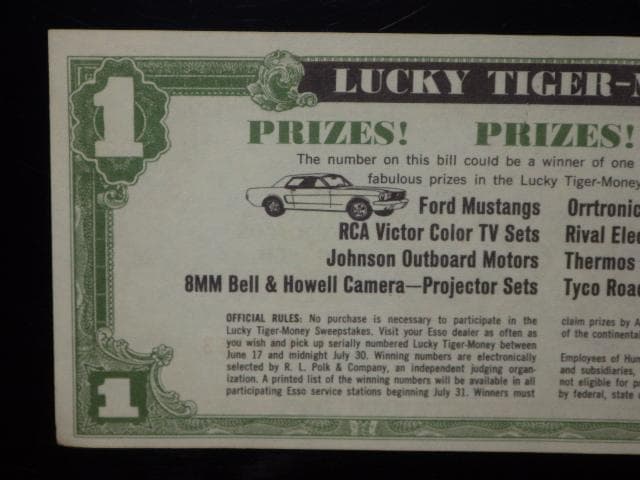 1
LUCKY TIGER-M
PRIZES! PRIZES!
The number on this bill could be a winner of one
fabulous prizes in the Lucky Tiger-Money
Ford Mustangs Orrtronic
RCA Victor Color TV Sets Rival Elec
Johnson Outboard Motors Thermos
8MM Bell & Howell Camera—Projector Sets Tyco Road
OFFICIAL RULES: No purchase is necessary to participate in the
Lucky Tiger-Money Sweepstakes. Visit your Esso dealer as often as
you wish and pick up serially numbered Lucky Tiger-Money between
June 17 and midnight July 30. Winning numbers are electronically
selected by R. L. Polk & Company, an independent judging organ-
ization. A printed list of the winning numbers will be available in all
participating Esso service stations beginning July 31. Winners must
claim prizes by A
of the continental
Employees of Hum
and subsidiaries,
not eligible for p
by federal, state
1